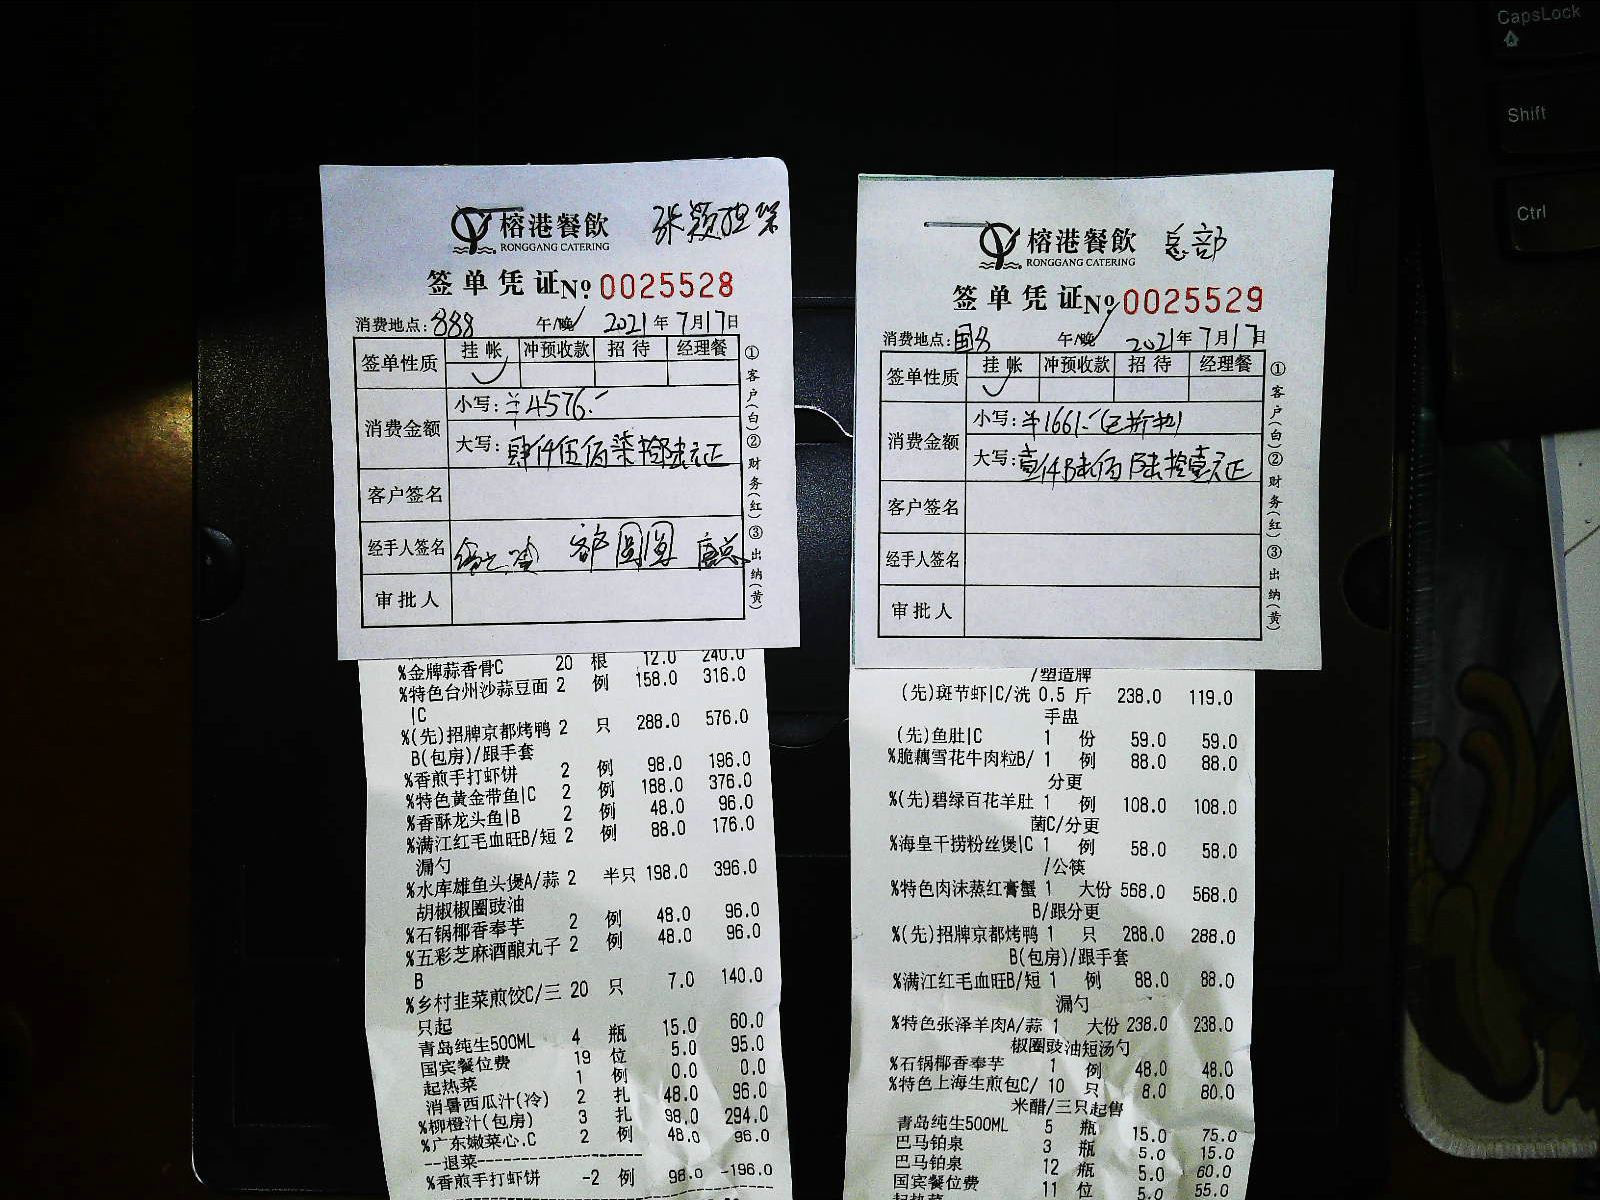 榕港餐飲
RONGGANG CATERING
张颖担保
签单凭证№ 0025528
消费地点:888 午/晚 2021年7月17日
签单性质 挂帐 冲预收款 招待 经理餐
消费金额 小写:¥4576.-
大写:肆仟伍佰柒拾陆元正
客户签名
经手人签名
审批人
①客户(白)②财务(红)③出纳(黄)
%金牌蒜香骨C 20 根 12.0 240.0
%特色台州沙蒜豆面 2 例 158.0 316.0
|C
%(先)招牌京都烤鸭 2 只 288.0 576.0
B(包房)/跟手套
%香煎手打虾饼 2 例 98.0 196.0
%特色黄金带鱼|C 2 例 188.0 376.0
%香酥龙头鱼|B 2 例 48.0 96.0
%满江红毛血旺B/短 2 例 88.0 176.0
漏勺
%水库雄鱼头煲A/蒜 2 半只 198.0 396.0
胡椒椒圈豉油
%石锅椰香奉芋 2 例 48.0 96.0
%五彩芝麻酒酿丸子 2 例 48.0 96.0
B
%乡村韭菜煎饺C/三 20 只 7.0 140.0
只起
青岛纯生500ML 4 瓶 15.0 60.0
国宾餐位费 19 位 5.0 95.0
起热菜 1 例 0.0 0.0
消暑西瓜汁(冷) 2 扎 48.0 96.0
%柳橙汁(包房) 3 扎 98.0 294.0
%广东嫩菜心.C 2 例 48.0 96.0
--退菜--------------------
%香煎手打虾饼 -2 例 98.0 -196.0
榕港餐飲
RONGGANG CATERING
总部
签单凭证№ 0025529
消费地点:国 午/晚 2021年7月17日
签单性质 挂帐 冲预收款 招待 经理餐
消费金额 小写:¥1661.-
大写:壹仟陆佰陆拾壹元正
客户签名
经手人签名
审批人
①客户(白)②财务(红)③出纳(黄)
/塑造牌
(先)斑节虾|C/洗 0.5 斤 238.0 119.0
手盅
(先)鱼肚|C 1 份 59.0 59.0
%脆藕雪花牛肉粒B/ 1 例 88.0 88.0
分更
%(先)碧绿百花羊肚 1 例 108.0 108.0
菌C/分更
%海皇干捞粉丝煲|C 1 例 58.0 58.0
/公筷
%特色肉沫蒸红膏蟹 1 大份 568.0 568.0
B/跟分更
%(先)招牌京都烤鸭 1 只 288.0 288.0
B(包房)/跟手套
%满江红毛血旺B/短 1 例 88.0 88.0
漏勺
%特色张泽羊肉A/蒜 1 大份 238.0 238.0
椒圈豉油短汤勺
%石锅椰香奉芋 1 例 48.0 48.0
%特色上海生煎包C/ 10 只 8.0 80.0
米醋/三只起售
青岛纯生500ML 5 瓶 15.0 75.0
巴马铂泉 3 瓶 5.0 15.0
巴马铂泉 12 瓶 5.0 60.0
国宾餐位费 11 位 5.0 55.0
起热菜
CapsLock
Shift
Ctrl